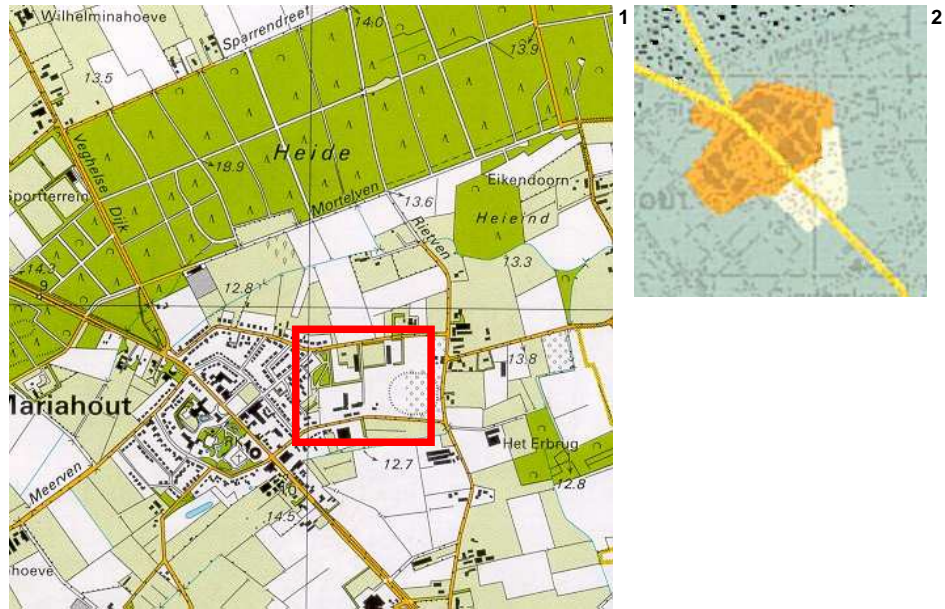 Wilhelminahoeve
14.0
1
2
Sparrendreef
13.9
13.5
Veghelse Dijk
18.9
Heide
Sportterrein
Mortelven
13.6
Eikendoorn
Rietven
Heieind
14.3
9
13.3
12.8
13.8
Mariahout
Het Erbrug
12.7
12.8
Meerven
14.5
hoeve
out